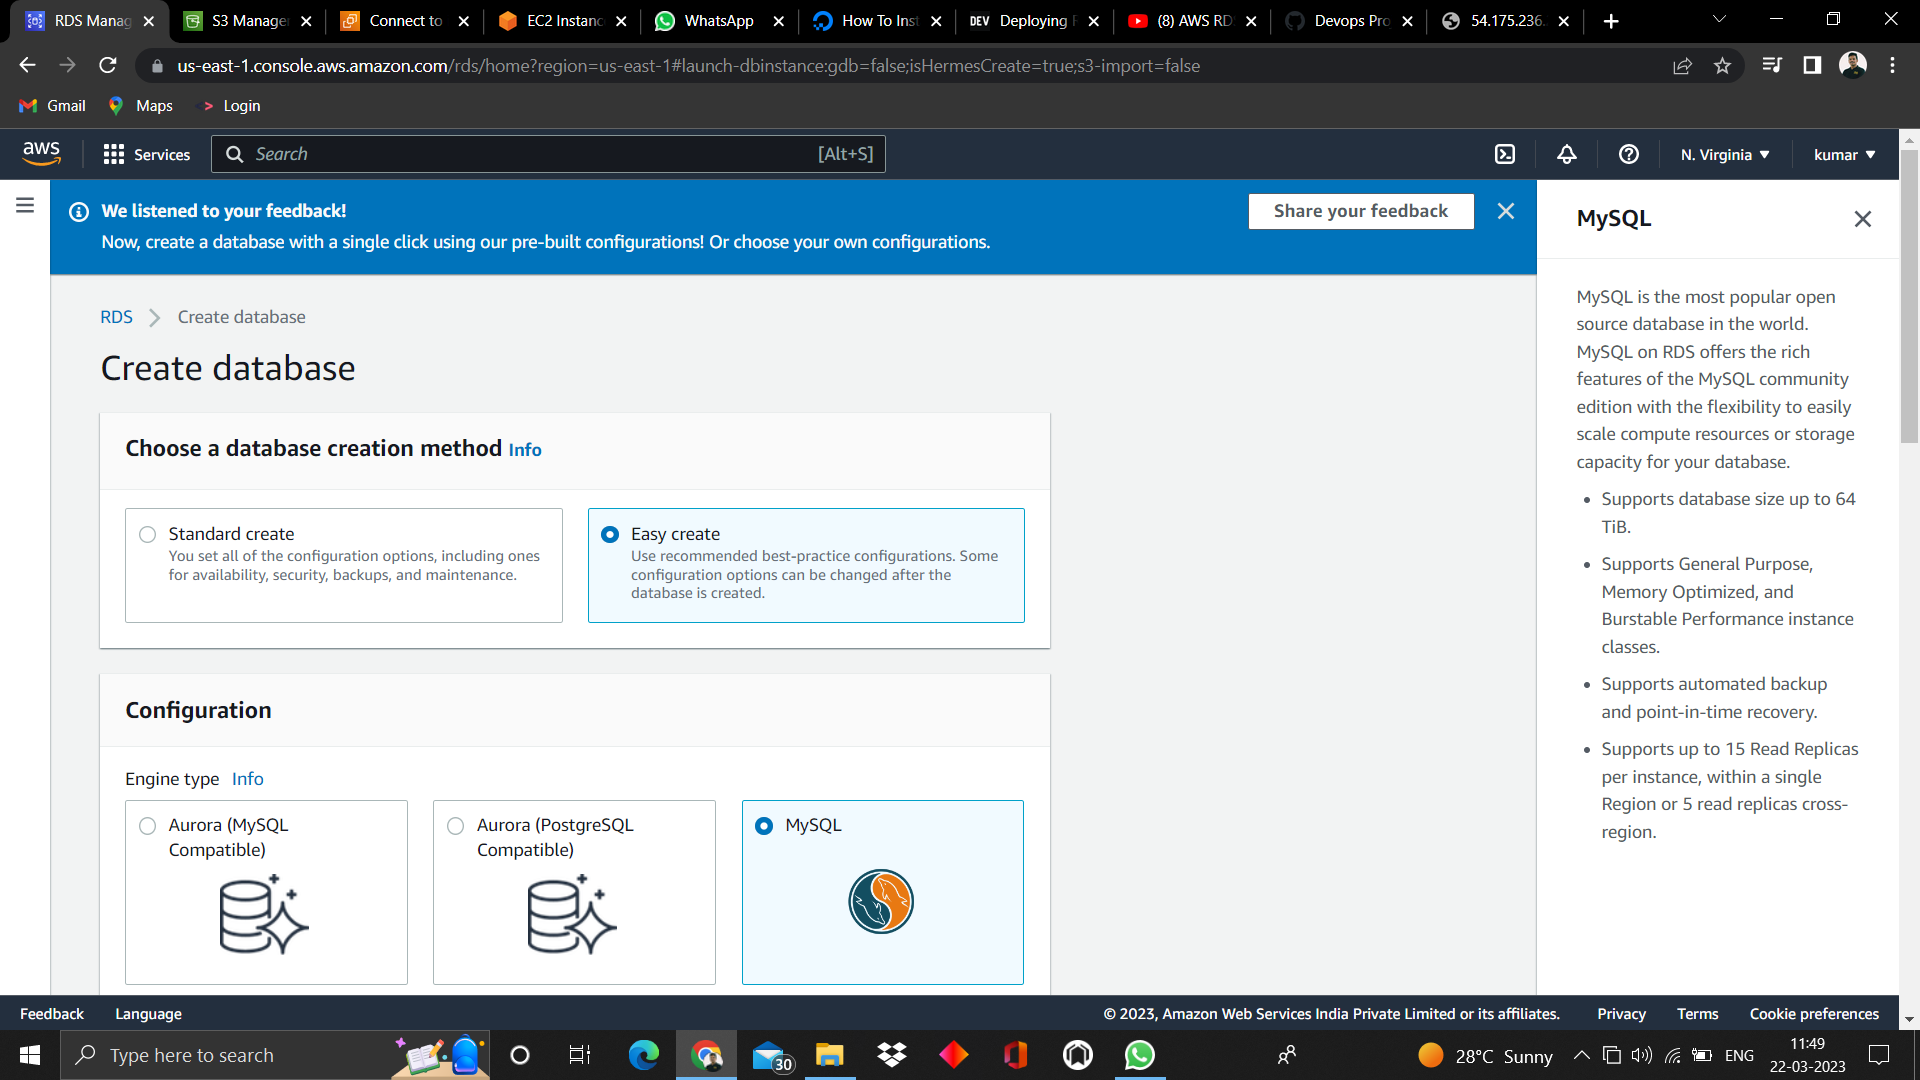 RDS Manag
S3 Manage
Connect to
EC2 Instanc
WhatsApp
How To Inst
DEV Deploying F
(8) AWS RD
Devops Pro
54.175.236.
us-east-1.console.aws.amazon.com/rds/home?region=us-east-1#launch-dbinstance:gdb=false;isHermesCreate=true;s3-import=false
Gmail
Maps
Login
aws
Services
Search
[Alt+S]
N. Virginia
kumar
We listened to your feedback!
Now, create a database with a single click using our pre-built configurations! Or choose your own configurations.
Share your feedback
RDS
Create database
Create database
Choose a database creation method Info
Standard create
You set all of the configuration options, including ones
for availability, security, backups, and maintenance.
Easy create
Use recommended best-practice configurations. Some
configuration options can be changed after the
database is created.
Configuration
Engine type Info
Aurora (MySQL
Compatible)
Aurora (PostgreSQL
Compatible)
MySQL
MySQL
MySQL is the most popular open
source database in the world.
MySQL on RDS offers the rich
features of the MySQL community
edition with the flexibility to easily
scale compute resources or storage
capacity for your database.
• Supports database size up to 64
TiB.
• Supports General Purpose,
Memory Optimized, and
Burstable Performance instance
classes.
• Supports automated backup
and point-in-time recovery.
• Supports up to 15 Read Replicas
per instance, within a single
Region or 5 read replicas cross-
region.
Feedback
Language
© 2023, Amazon Web Services India Private Limited or its affiliates.
Privacy
Terms
Cookie preferences
Type here to search
30
28°C Sunny
ENG
11:49
22-03-2023